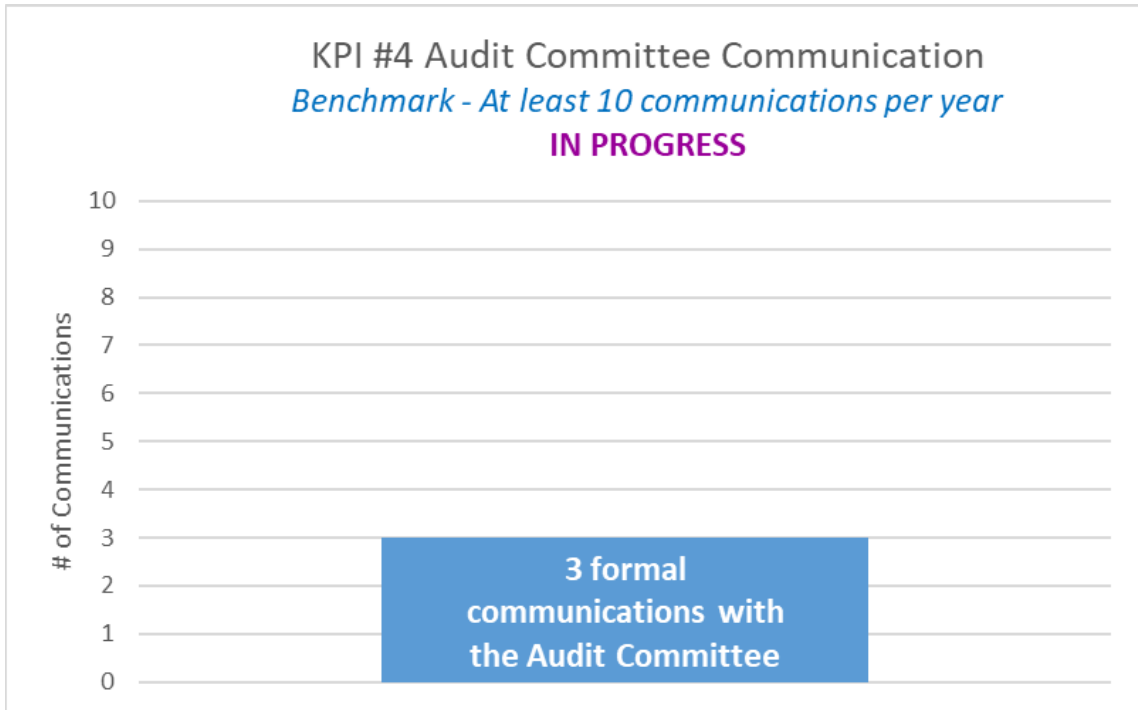 KPI #4 Audit Committee Communication
Benchmark - At least 10 communications per year
IN PROGRESS
10
9
8
7
6
5
4
3
2
1
0
# of Communications
3 formal
communications with
the Audit Committee